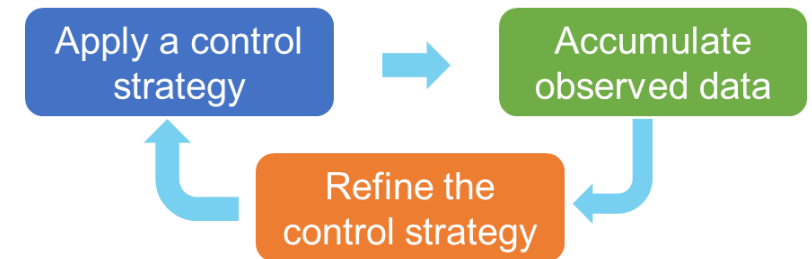 Apply a control
strategy
Accumulate
observed data
Refine the
control strategy